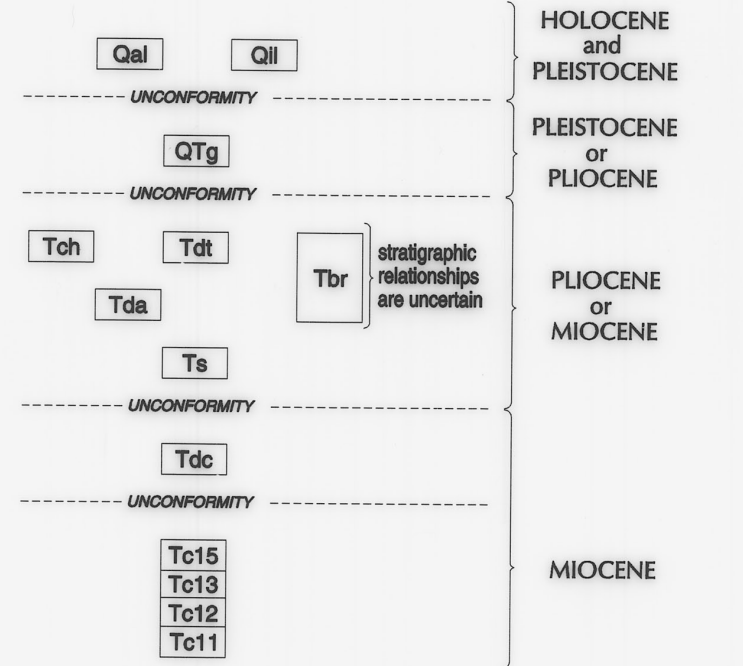 HOLOCENE
and
PLEISTOCENE
Qal Qil
UNCONFORMITY
PLEISTOCENE
or
PLIOCENE
QTg
UNCONFORMITY
Tch Tdt
Tbr
stratigraphic
relationships
are uncertain
Tda
PLIOCENE
or
MIOCENE
Ts
UNCONFORMITY
Tdc
UNCONFORMITY
Tc15
Tc13
Tc12
Tc11
MIOCENE